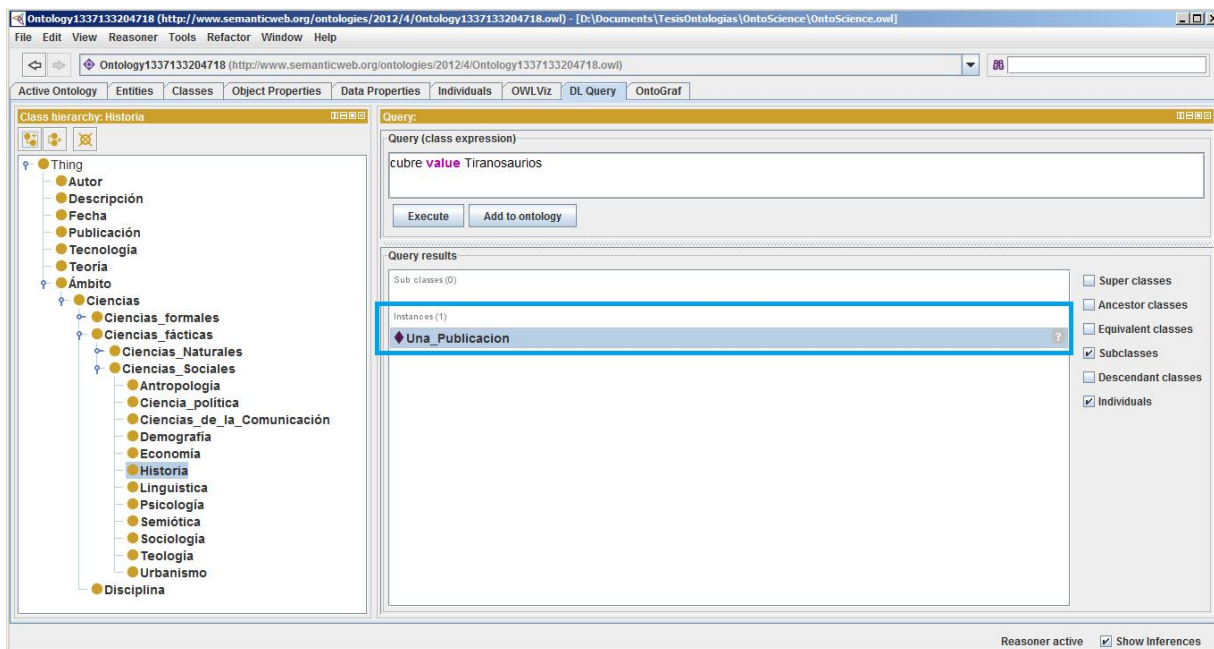 Ontology1337133204718 (http://www.semanticweb.org/ontologies/2012/4/Ontology1337133204718.owl) - [D:\Documents\TesisOntologias\OntoScience\OntoScience.owl]
File Edit View Reasoner Tools Refactor Window Help
Ontology1337133204718 (http://www.semanticweb.org/ontologies/2012/4/Ontology1337133204718.owl)
Active Ontology Entities Classes Object Properties Data Properties Individuals OWLViz DL Query OntoGraf
Class hierarchy: Historia
Thing
Autor
Descripción
Fecha
Publicación
Tecnología
Teoría
Ámbito
Ciencias
Ciencias_formales
Ciencias_fácticas
Ciencias_Naturales
Ciencias_Sociales
Antropología
Ciencia_política
Ciencias_de_la_Comunicación
Demografía
Economía
Historia
Linguistica
Psicología
Semiótica
Sociología
Teología
Urbanismo
Disciplina
Query:
Query (class expression)
cubre value Tiranosaurios
Execute Add to ontology
Query results
Sub classes (0)
Instances (1)
Una_Publicacion ?
Super classes
Ancestor classes
Equivalent classes
Subclasses
Descendant classes
Individuals
Reasoner active Show Inferences